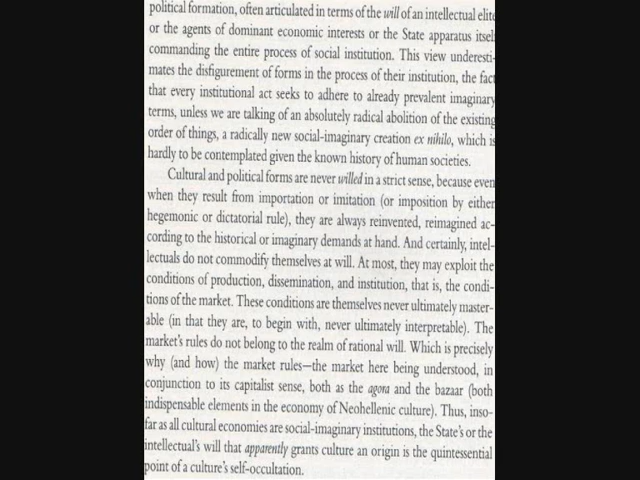 political formation, often articulated in terms of the will of an intellectual elite
or the agents of dominant economic interests or the State apparatus itself
commanding the entire process of social institution. This view underesti-
mates the disfigurement of forms in the process of their institution, the fact
that every institutional act seeks to adhere to already prevalent imaginary
terms, unless we are talking of an absolutely radical abolition of the existing
order of things, a radically new social-imaginary creation ex nihilo, which is
hardly to be contemplated given the known history of human societies.
Cultural and political forms are never willed in a strict sense, because even
when they result from importation or imitation (or imposition by either
hegemonic or dictatorial rule), they are always reinvented, reimagined ac-
cording to the historical or imaginary demands at hand. And certainly, intel-
lectuals do not commodify themselves at will. At most, they may exploit the
conditions of production, dissemination, and institution, that is, the condi-
tions of the market. These conditions are themselves never ultimately master-
able (in that they are, to begin with, never ultimately interpretable). The
market's rules do not belong to the realm of rational will. Which is precisely
why (and how) the market rules—the market here being understood, in
conjunction to its capitalist sense, both as the agora and the bazaar (both
indispensable elements in the economy of Neohellenic culture). Thus, inso-
far as all cultural economies are social-imaginary institutions, the State's or the
intellectual's will that apparently grants culture an origin is the quintessential
point of a culture's self-occultation.